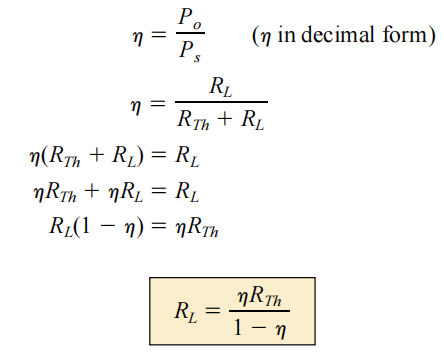 η = P_o / P_s (η in decimal form)
η = R_L / (R_Th + R_L)
η(R_Th + R_L) = R_L
ηR_Th + ηR_L = R_L
R_L(1 − η) = ηR_Th
R_L = ηR_Th / (1 − η)